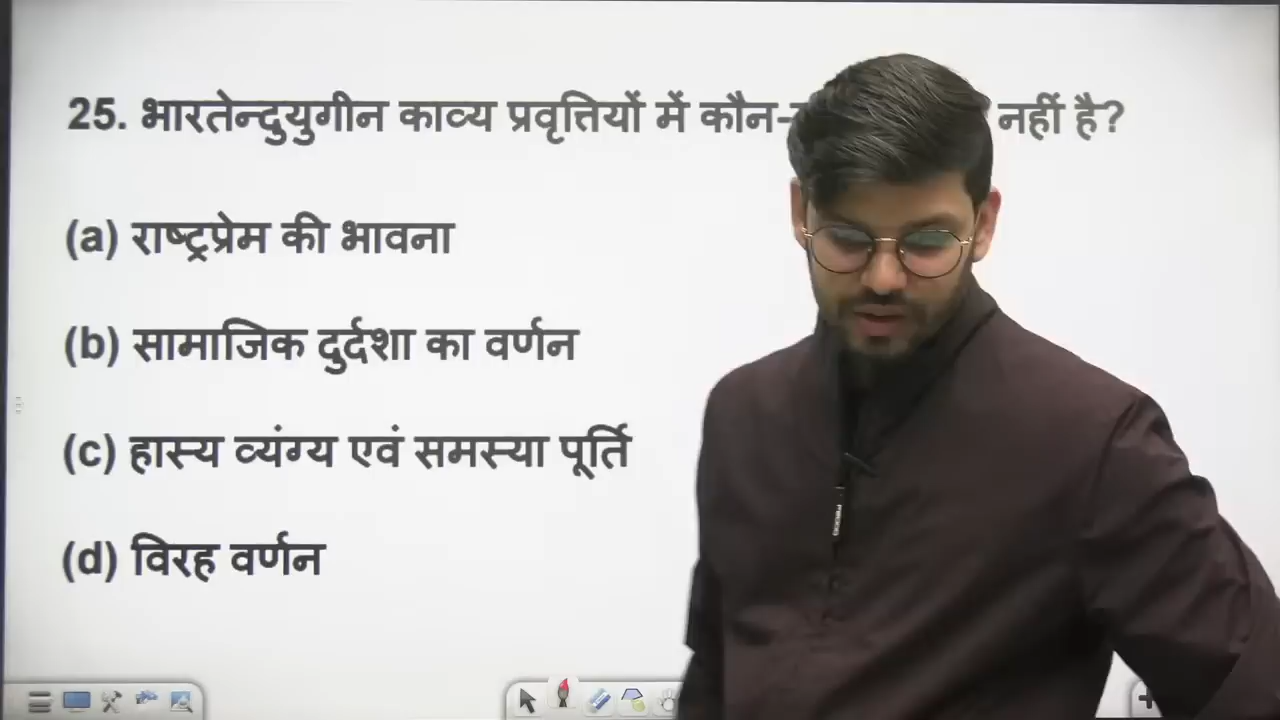 25. भारतेन्दुयुगीन काव्य प्रवृत्तियों में कौन- नहीं है?
(a) राष्ट्रप्रेम की भावना
(b) सामाजिक दुर्दशा का वर्णन
(c) हास्य व्यंग्य एवं समस्या पूर्ति
(d) विरह वर्णन